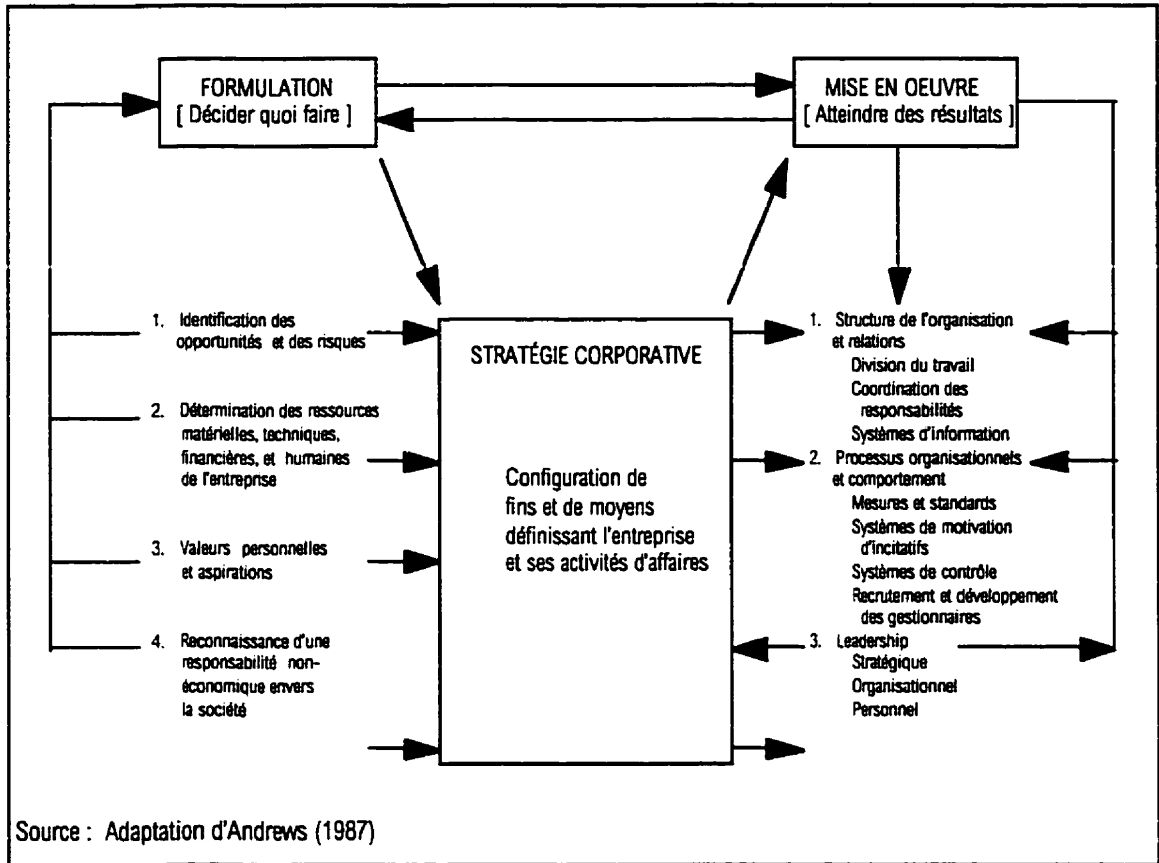 FORMULATION
[ Décider quoi faire ]
MISE EN OEUVRE
[ Atteindre des résultats ]
1. Identification des
opportunités et des risques
2. Détermination des ressources
matérielles, techniques,
financières, et humaines
de l'entreprise
3. Valeurs personnelles
et aspirations
4. Reconnaissance d'une
responsabilité non-
économique envers
la société
STRATÉGIE CORPORATIVE
Configuration de
fins et de moyens
définissant l'entreprise
et ses activités d'affaires
1. Structure de l'organisation
et relations
Division du travail
Coordination des
responsabilités
Systèmes d'information
2. Processus organisationnels
et comportement
Mesures et standards
Systèmes de motivation
d'incitatifs
Systèmes de contrôle
Recrutement et développement
des gestionnaires
3. Leadership
Stratégique
Organisationnel
Personnel
Source : Adaptation d'Andrews (1987)